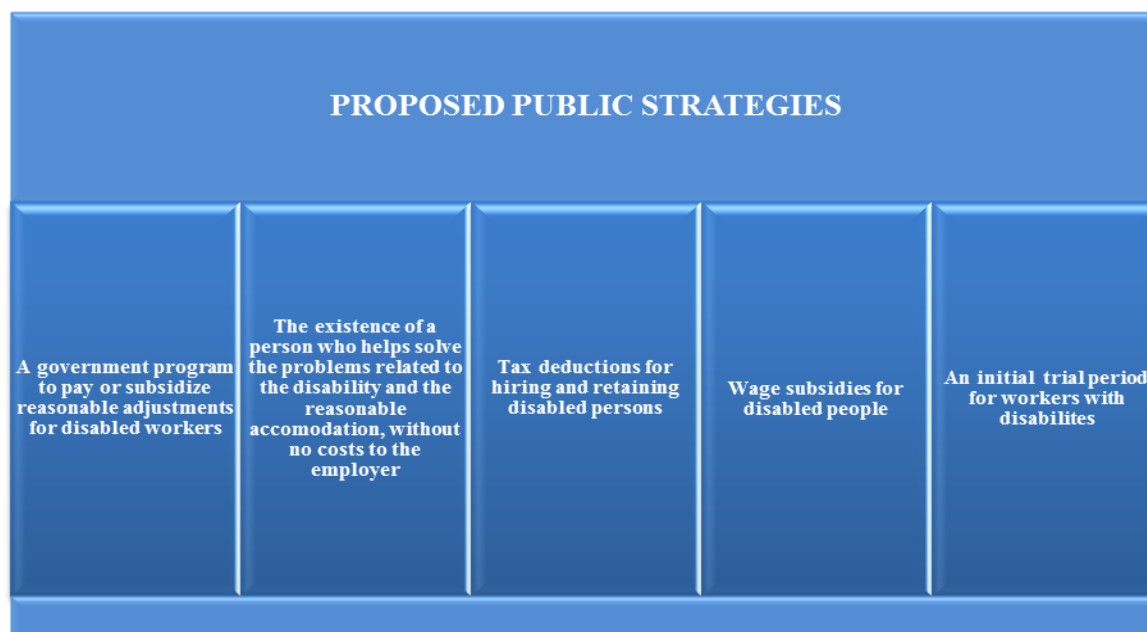 PROPOSED PUBLIC STRATEGIES
A government program
to pay or subsidize
reasonable adjustments
for disabled workers
The existence of a
person who helps solve
the problems related to
the disability and the
reasonable
accomodation, without
no costs to the
employer
Tax deductions for
hiring and retaining
disabled persons
Wage subsidies for
disabled people
An initial trial period
for workers with
disabilites